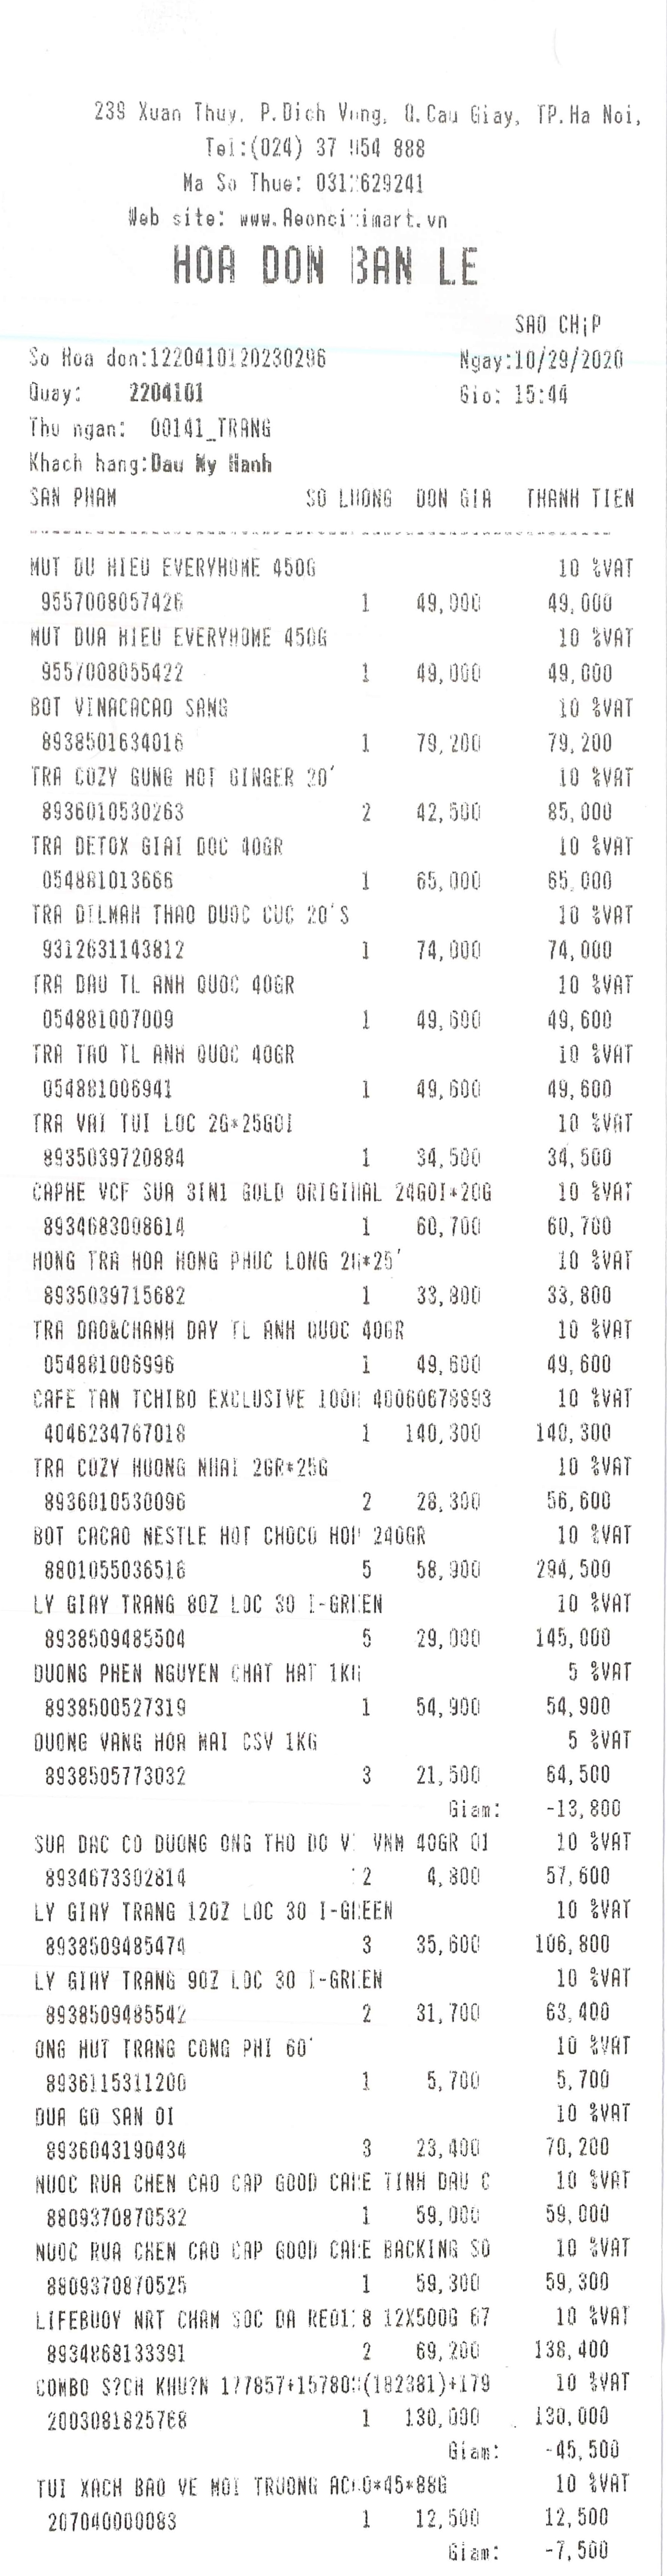 239 Xuan Thuy, P.Dich Vong, Q.Cau Giay, TP.Ha Noi,
Tel:(024) 37 954 888
Ma So Thue: 629241
Web site: www.Aeoncitimart.vn
HOA DON BAN LE
SAO CHiP
So Hoa don:1220410120230296 Ngay:10/29/2020
Quay: 2204101 Gio: 15:44
Thu ngan: 00141_TRANG
Khach hang:Dau My Hanh
SAN PHAM SO LUONG DON GIA THANH TIEN
MUT DU HIEU EVERYHOME 450G 10 %VAT
9557008057426 1 49,000 49,000
MUT DUA HIEU EVERYHOME 450G 10 %VAT
9557008055422 1 49,000 49,000
BOT VINACACAO SANG 10 %VAT
8938501634016 1 79,200 79,200
TRA COZY GUNG HOT GINGER 20' 10 %VAT
8936010530263 2 42,500 85,000
TRA DETOX GIAI DOC 40GR 10 %VAT
054881013666 1 65,000 65,000
TRA DILMAH THAO DUOC CUC 20'S 10 %VAT
9312631143812 1 74,000 74,000
TRA DAU TL ANH QUOC 40GR 10 %VAT
054881007009 1 49,600 49,600
TRA TAO TL ANH QUOC 40GR 10 %VAT
054881006941 1 49,600 49,600
TRA VAI TUI LOC 2G*25GOI 10 %VAT
8935039720884 1 34,500 34,500
CAPHE VCF SUA 3IN1 GOLD ORIGINAL 24GOI*20G 10 %VAT
8934683008614 1 60,700 60,700
HONG TRA HOA HONG PHUC LONG 2G*25' 10 %VAT
8935039715682 1 33,800 33,800
TRA DAO&CHANH DAY TL ANH QUOC 40GR 10 %VAT
054881006996 1 49,600 49,600
CAFE TAN TCHIBO EXCLUSIVE 100G 40060678893 10 %VAT
4046234767018 1 140,300 140,300
TRA COZY HUONG NHAI 2GR*25G 10 %VAT
8936010530096 2 28,300 56,600
BOT CACAO NESTLE HOT CHOCO HOP 240GR 10 %VAT
8801055036516 5 58,900 294,500
LY GIAY TRANG 8OZ LOC 30 I-GREEN 10 %VAT
8938509485504 5 29,000 145,000
DUONG PHEN NGUYEN CHAT HAT 1KG 5 %VAT
8938500527319 1 54,900 54,900
DUONG VANG HOA MAI CSV 1KG 5 %VAT
8938505773032 3 21,500 64,500
Giam: -13,800
SUA DAC CO DUONG ONG THO DO VNM 40GR 01 10 %VAT
8934673302814 12 4,800 57,600
LY GIAY TRANG 12OZ LOC 30 I-GREEN 10 %VAT
8938509485474 3 35,600 106,800
LY GIAY TRANG 9OZ LOC 30 I-GREEN 10 %VAT
8938509485542 2 31,700 63,400
ONG HUT TRANG CONG PHI 60' 10 %VAT
8936115311200 1 5,700 5,700
DUA GO SAN OI 10 %VAT
8936043190434 3 23,400 70,200
NUOC RUA CHEN CAO CAP GOOD CARE TINH DAU C 10 %VAT
8809370870532 1 59,000 59,000
NUOC RUA CHEN CAO CAP GOOD CARE BACKING SO 10 %VAT
8809370870525 1 59,300 59,300
LIFEBUOY NRT CHAM SOC DA 12X500G 67 10 %VAT
8934868133391 2 69,200 138,400
COMBO S?CH KHU?N 10 %VAT
2003081825768 1 130,000 130,000
Giam: -45,500
TUI XACH BAO VE MOI TRUONG 10 %VAT
207040000083 1 12,500 12,500
Giam: -7,500